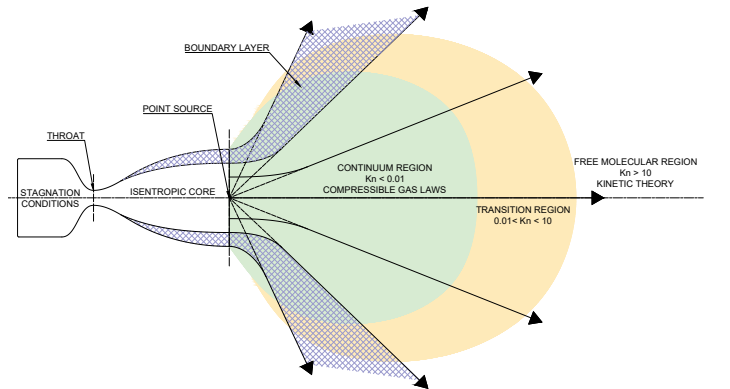 BOUNDARY LAYER
POINT SOURCE
THROAT
STAGNATION
CONDITIONS
ISENTROPIC CORE
CONTINUUM REGION
Kn < 0.01
COMPRESSIBLE GAS LAWS
FREE MOLECULAR REGION
Kn > 10
KINETIC THEORY
TRANSITION REGION
0.01< Kn < 10